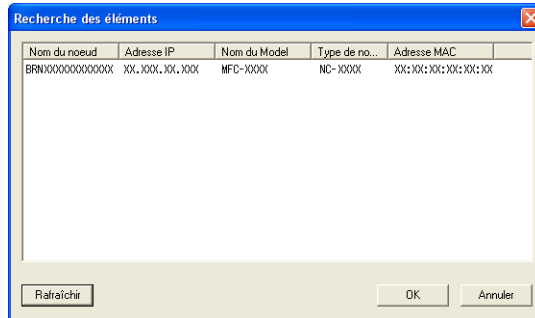 Recherche des éléments
Nom du noeud Adresse IP Nom du Model Type de no... Adresse MAC
BRNXXXXXXXXXXXX XX.XXX.XX.XXX MFC-XXXX NC-XXXX XX:XX:XX:XX:XX:XX
Rafraîchir OK Annuler